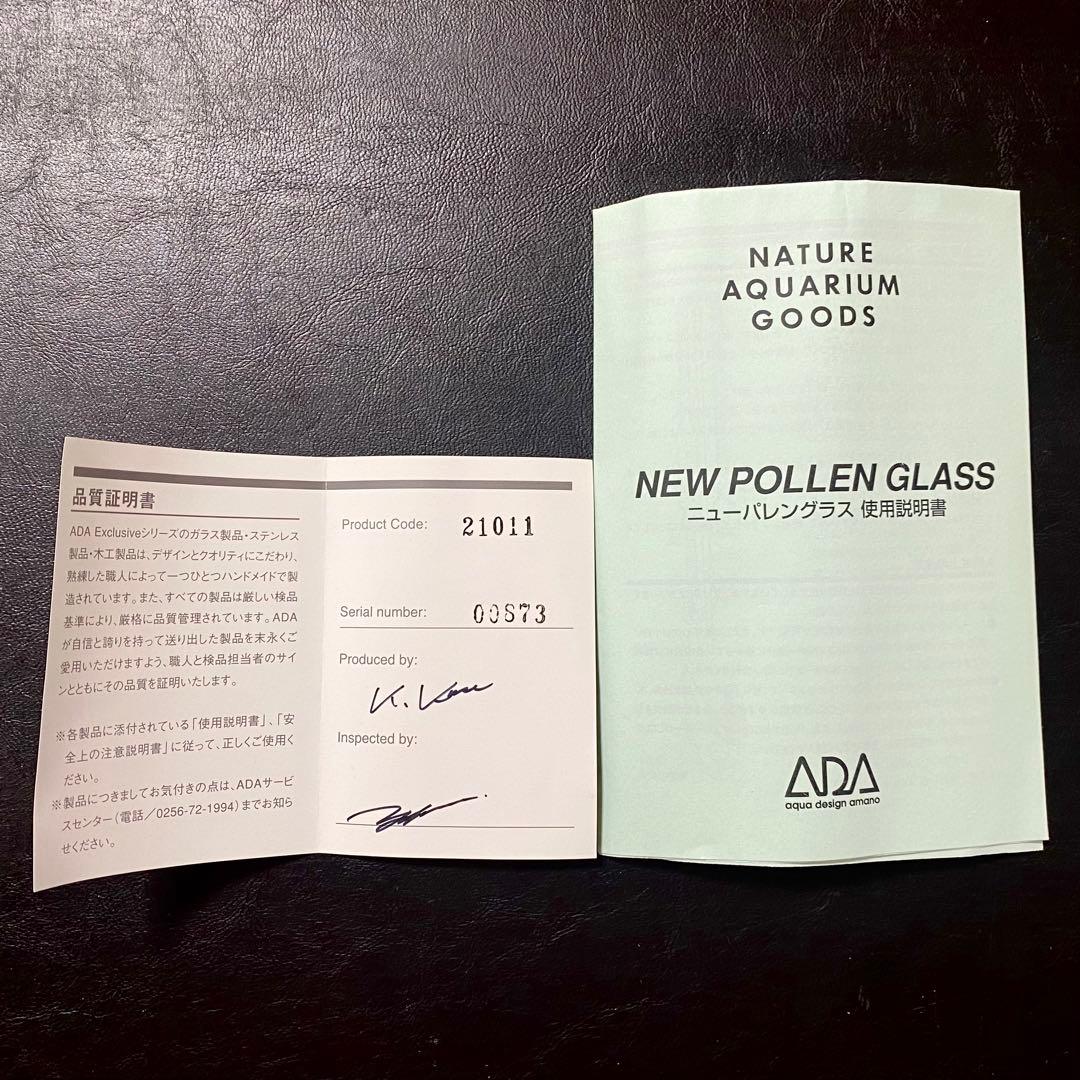 品質証明書
ADA Exclusiveシリーズのガラス製品・ステンレス
製品・木工製品は、デザインとクオリティにこだわり、
熟練した職人によって一つひとつハンドメイドで製
造されています。また、すべての製品は厳しい検品
基準により、厳格に品質管理されています。ADA
が自信と誇りを持って送り出した製品を末永くご
愛用いただけますよう、職人と検品担当者のサイ
ンとともにその品質を証明いたします。
※各製品に添付されている「使用説明書」、「安
全上の注意説明書」に従って、正しくご使用く
ださい。
※製品につきましてお気付きの点は、ADAサービ
スセンター(電話／0256-72-1994)までお知ら
せください。
Product Code: 21011
Serial number: 00873
Produced by:
Inspected by:
NATURE
AQUARIUM
GOODS
NEW POLLEN GLASS
ニューパレングラス 使用説明書
ADA
aqua design amano